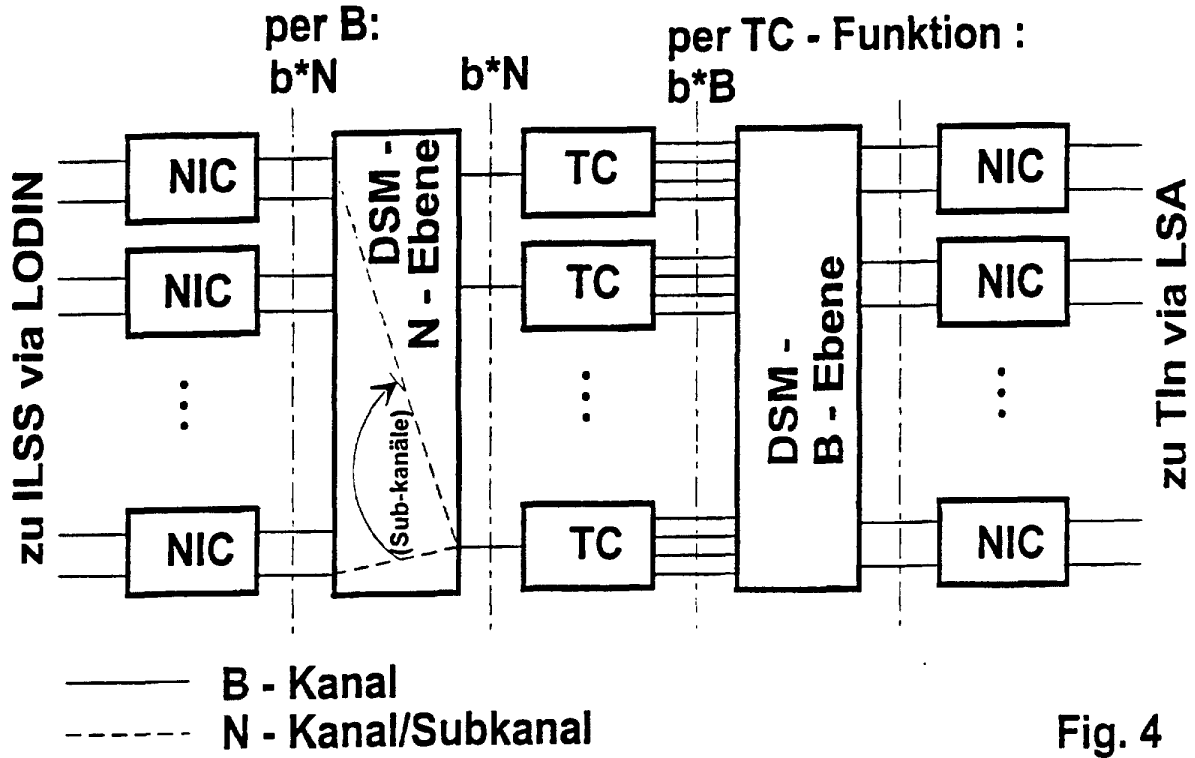 per B:
b*N
b*N
per TC - Funktion :
b*B
zu ILSS via LODIN
NIC
NIC
NIC
DSM -
N - Ebene
(Sub-kanäle)
TC
TC
TC
DSM -
B - Ebene
NIC
NIC
NIC
zu Tln via LSA
B - Kanal
N - Kanal/Subkanal
Fig. 4